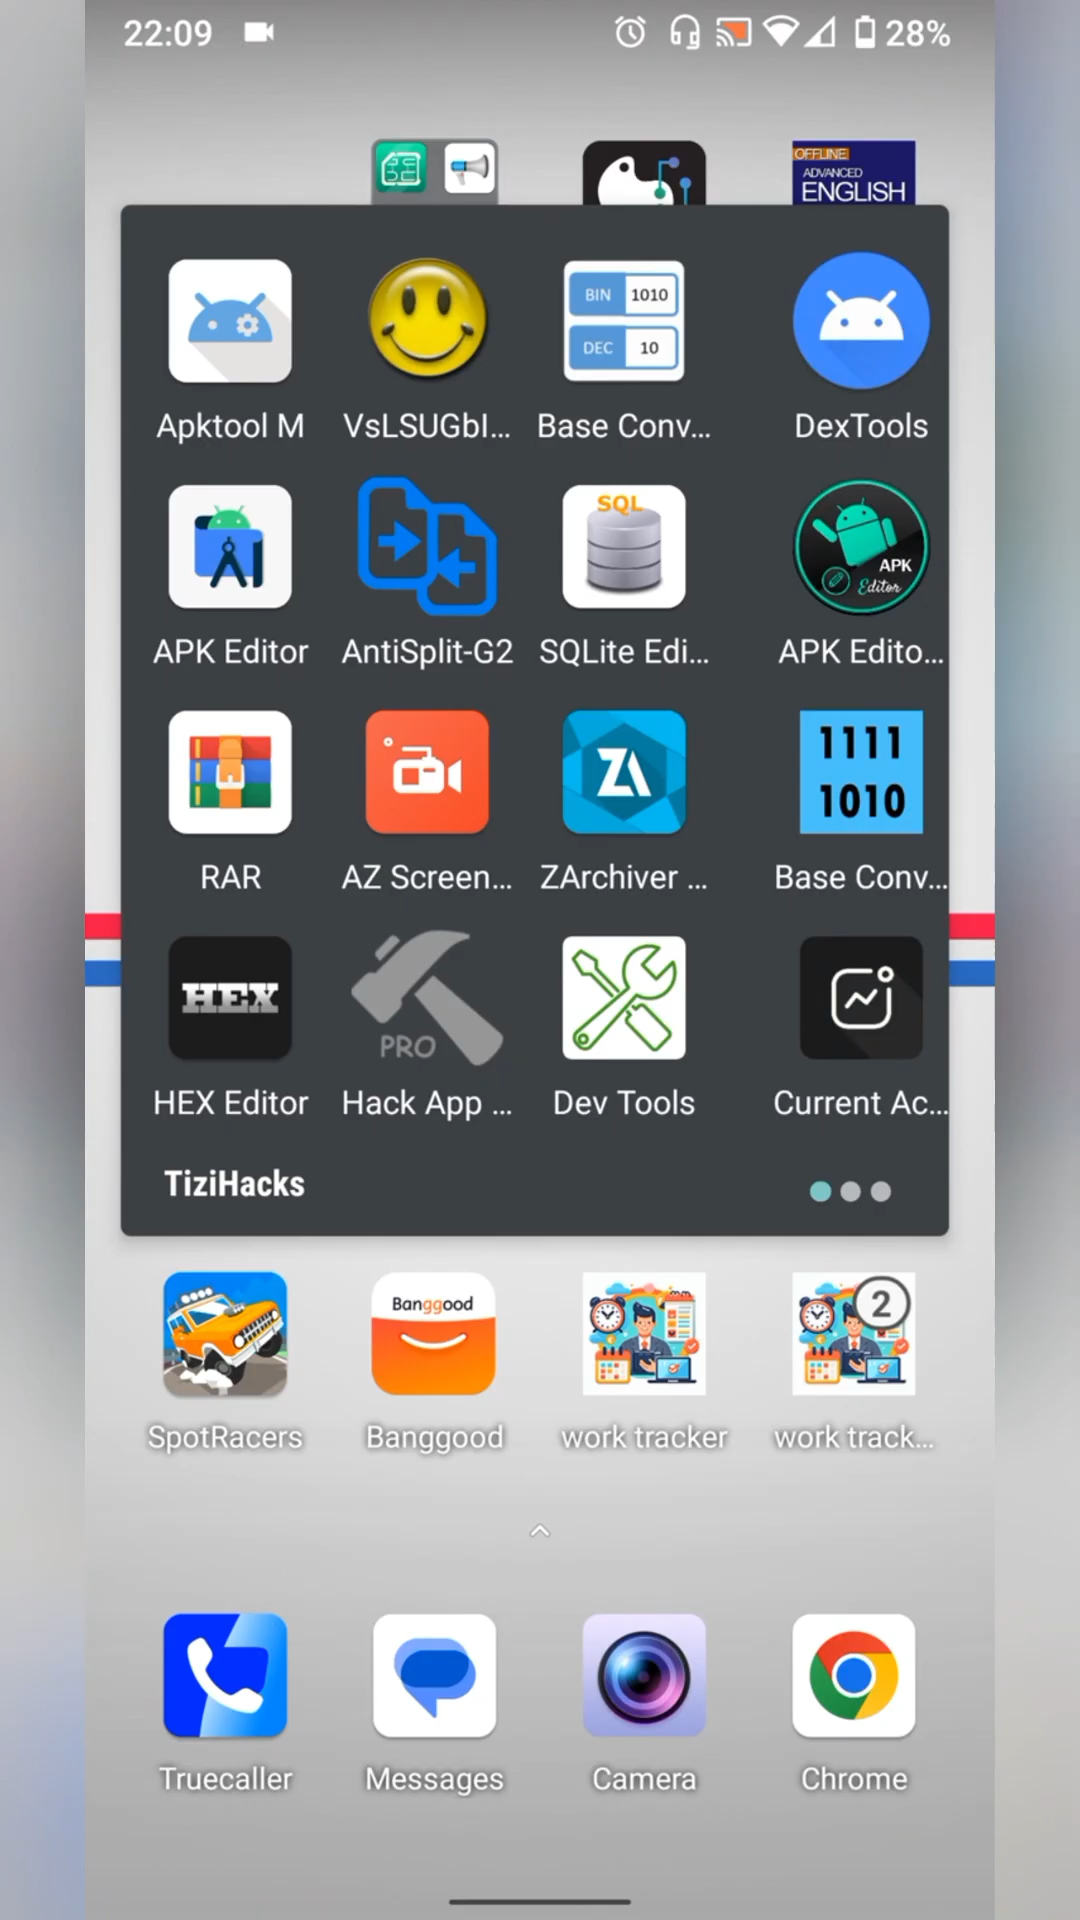 22:09
28%
OFFLINE
ADVANCED
ENGLISH
BIN 1010
DEC 10
Apktool M VsLSUGbI... Base Conv... DexTools
SQL
APK
Editor
APK Editor AntiSplit-G2 SQLite Edi... APK Edito...
ZA
1111
1010
RAR AZ Screen... ZArchiver ... Base Conv...
HEX
PRO
HEX Editor Hack App ... Dev Tools Current Ac...
TiziHacks
Banggood
2
SpotRacers Banggood work tracker work track...
Truecaller Messages Camera Chrome